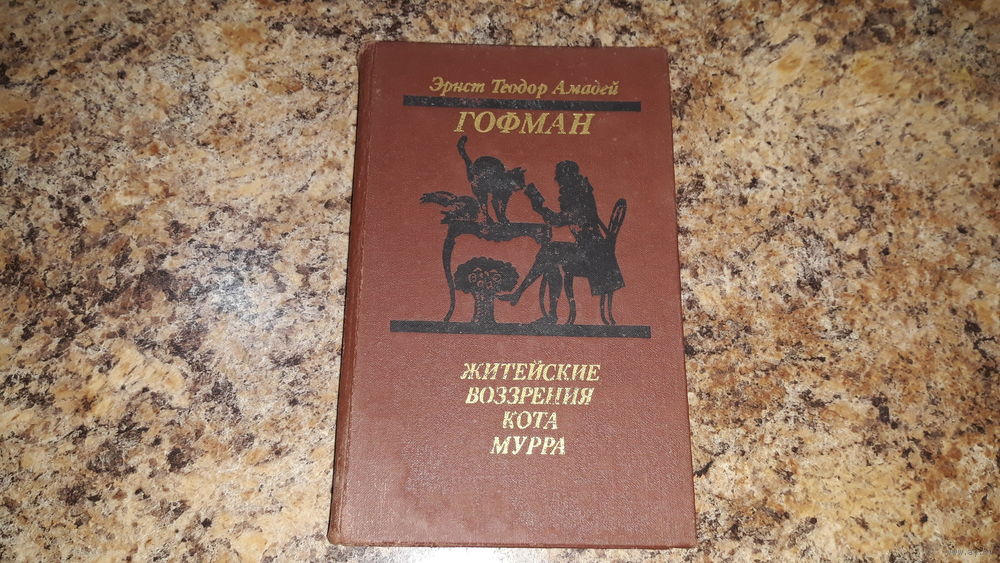 Эрнст Теодор Амадей
ГОФМАН
ЖИТЕЙСКИЕ
ВОЗЗРЕНИЯ
КОТА
МУРРА